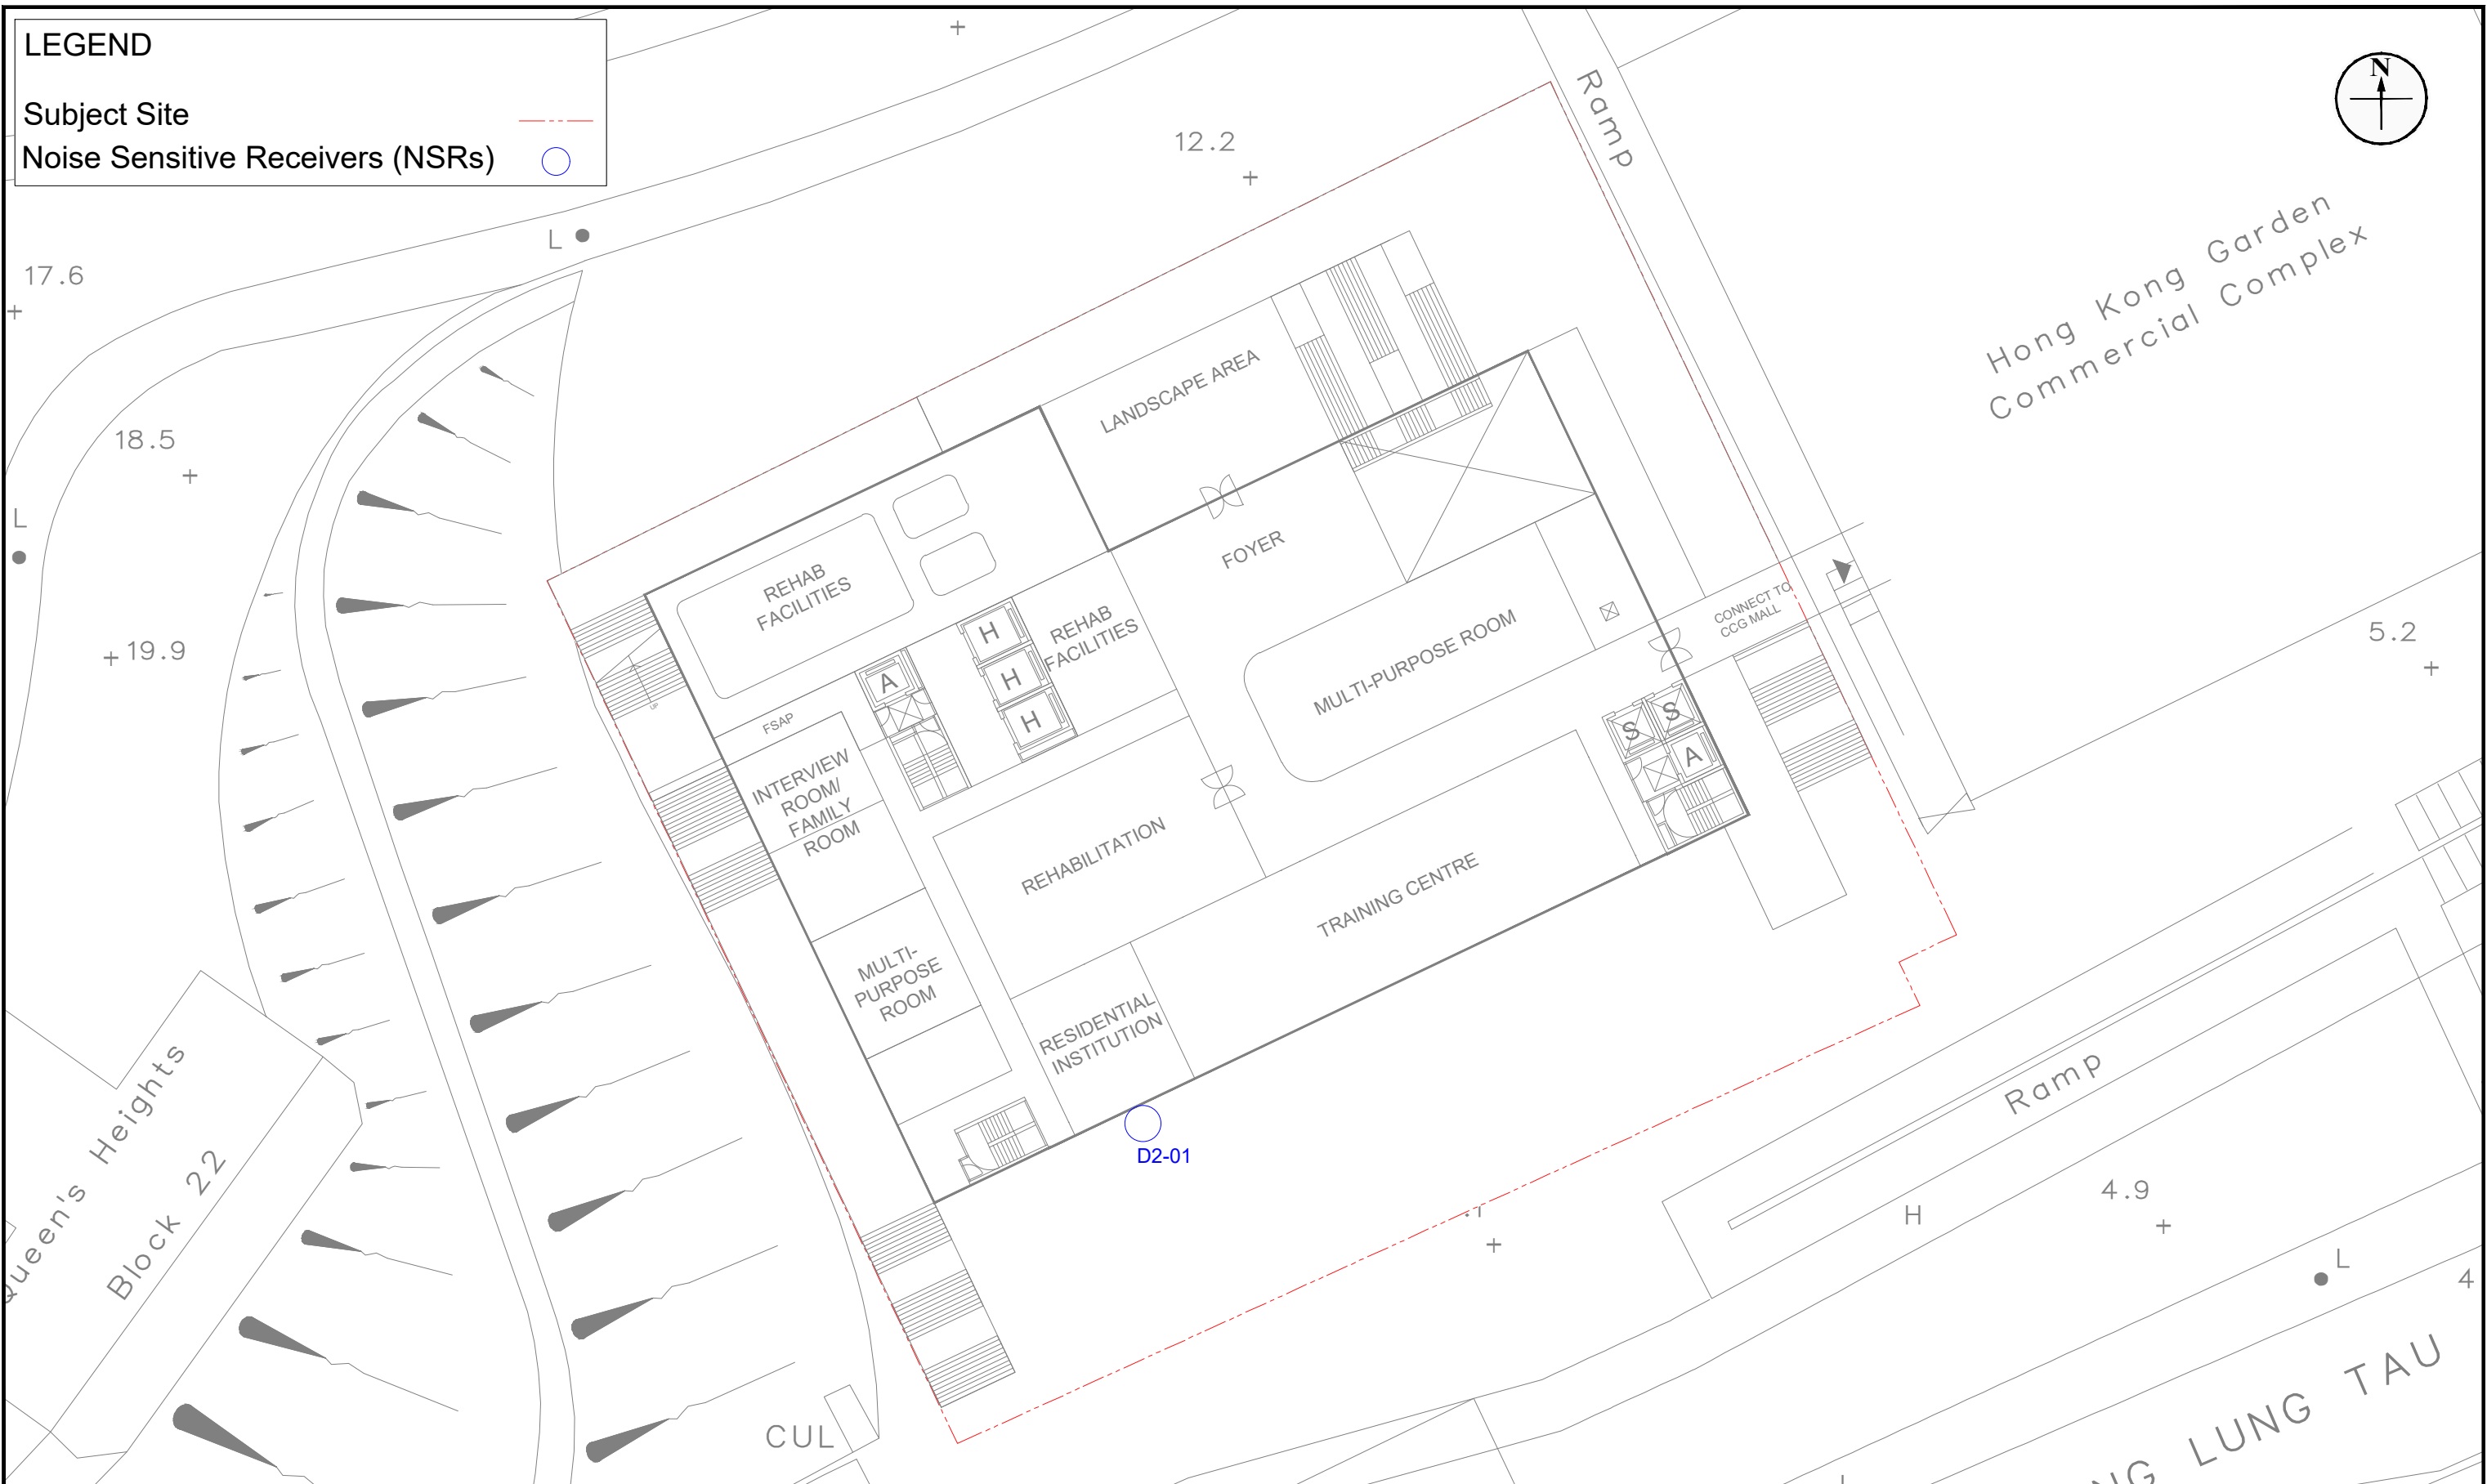 LEGEND
Subject Site
Noise Sensitive Receivers (NSRs)
N
Ramp
12.2
Hong Kong Garden
Commercial Complex
L
17.6
18.5
L
19.9
LANDSCAPE AREA
FOYER
REHAB
FACILITIES
H
H
H
REHAB
FACILITIES
A
FSAP
UP
MULTI-PURPOSE ROOM
CONNECT TO
CCG MALL
5.2
S
S
A
INTERVIEW
ROOM/
FAMILY
ROOM
REHABILITATION
TRAINING CENTRE
MULTI-
PURPOSE
ROOM
RESIDENTIAL
INSTITUTION
D2-01
Queen's Heights
Block 22
Ramp
4.9
H
L
4
CUL
NG LUNG TAU